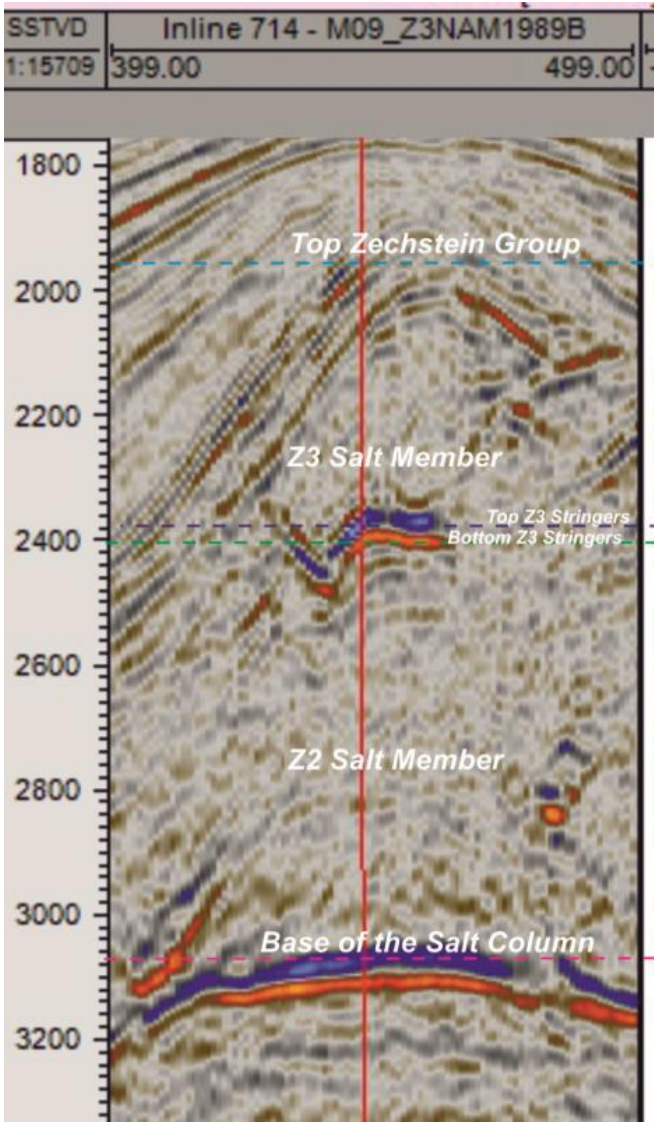 SSTVD Inline 714 - M09_Z3NAM1989B
1:15709 399.00 499.00
1800
Top Zechstein Group
2000
2200
Z3 Salt Member
Top Z3 Stringers
2400
Bottom Z3 Stringers
2600
Z2 Salt Member
2800
3000
Base of the Salt Column
3200